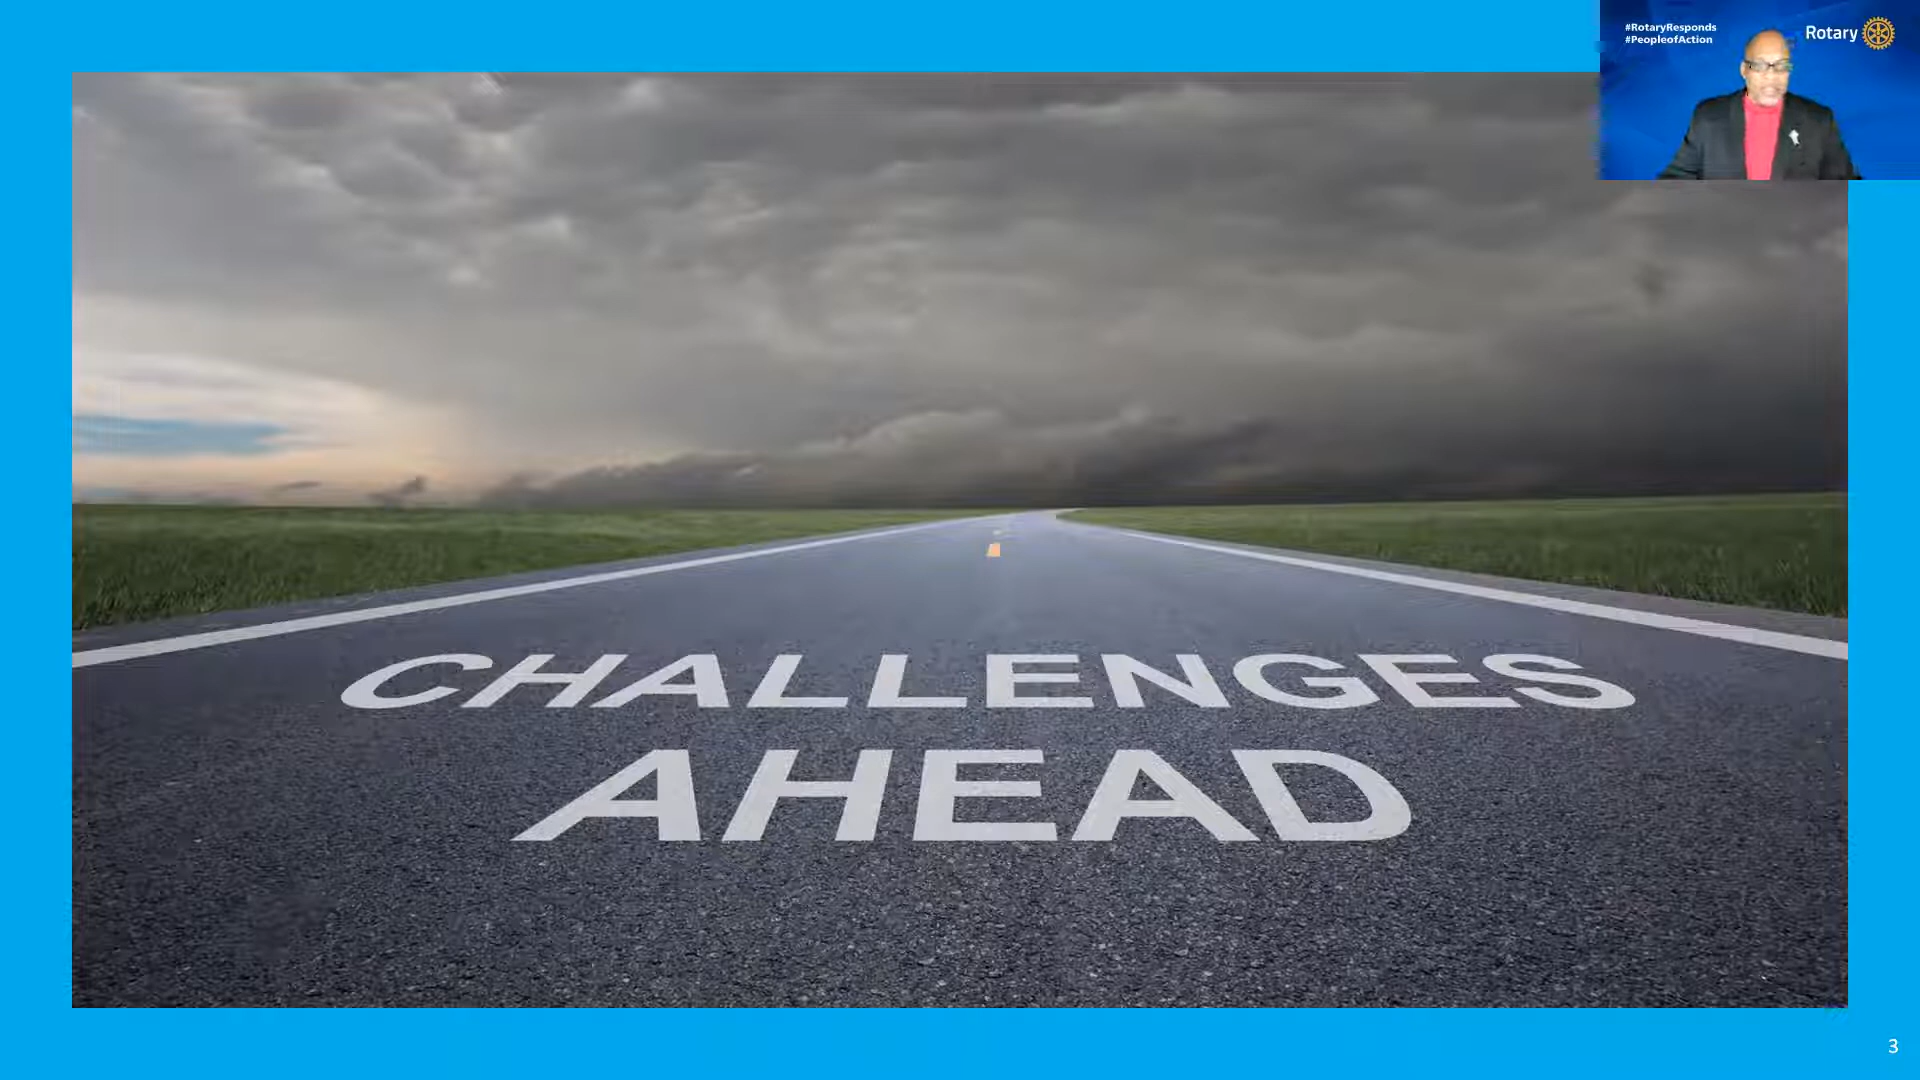 #RotaryResponds
#PeopleofAction
Rotary
CHALLENGES
AHEAD
3